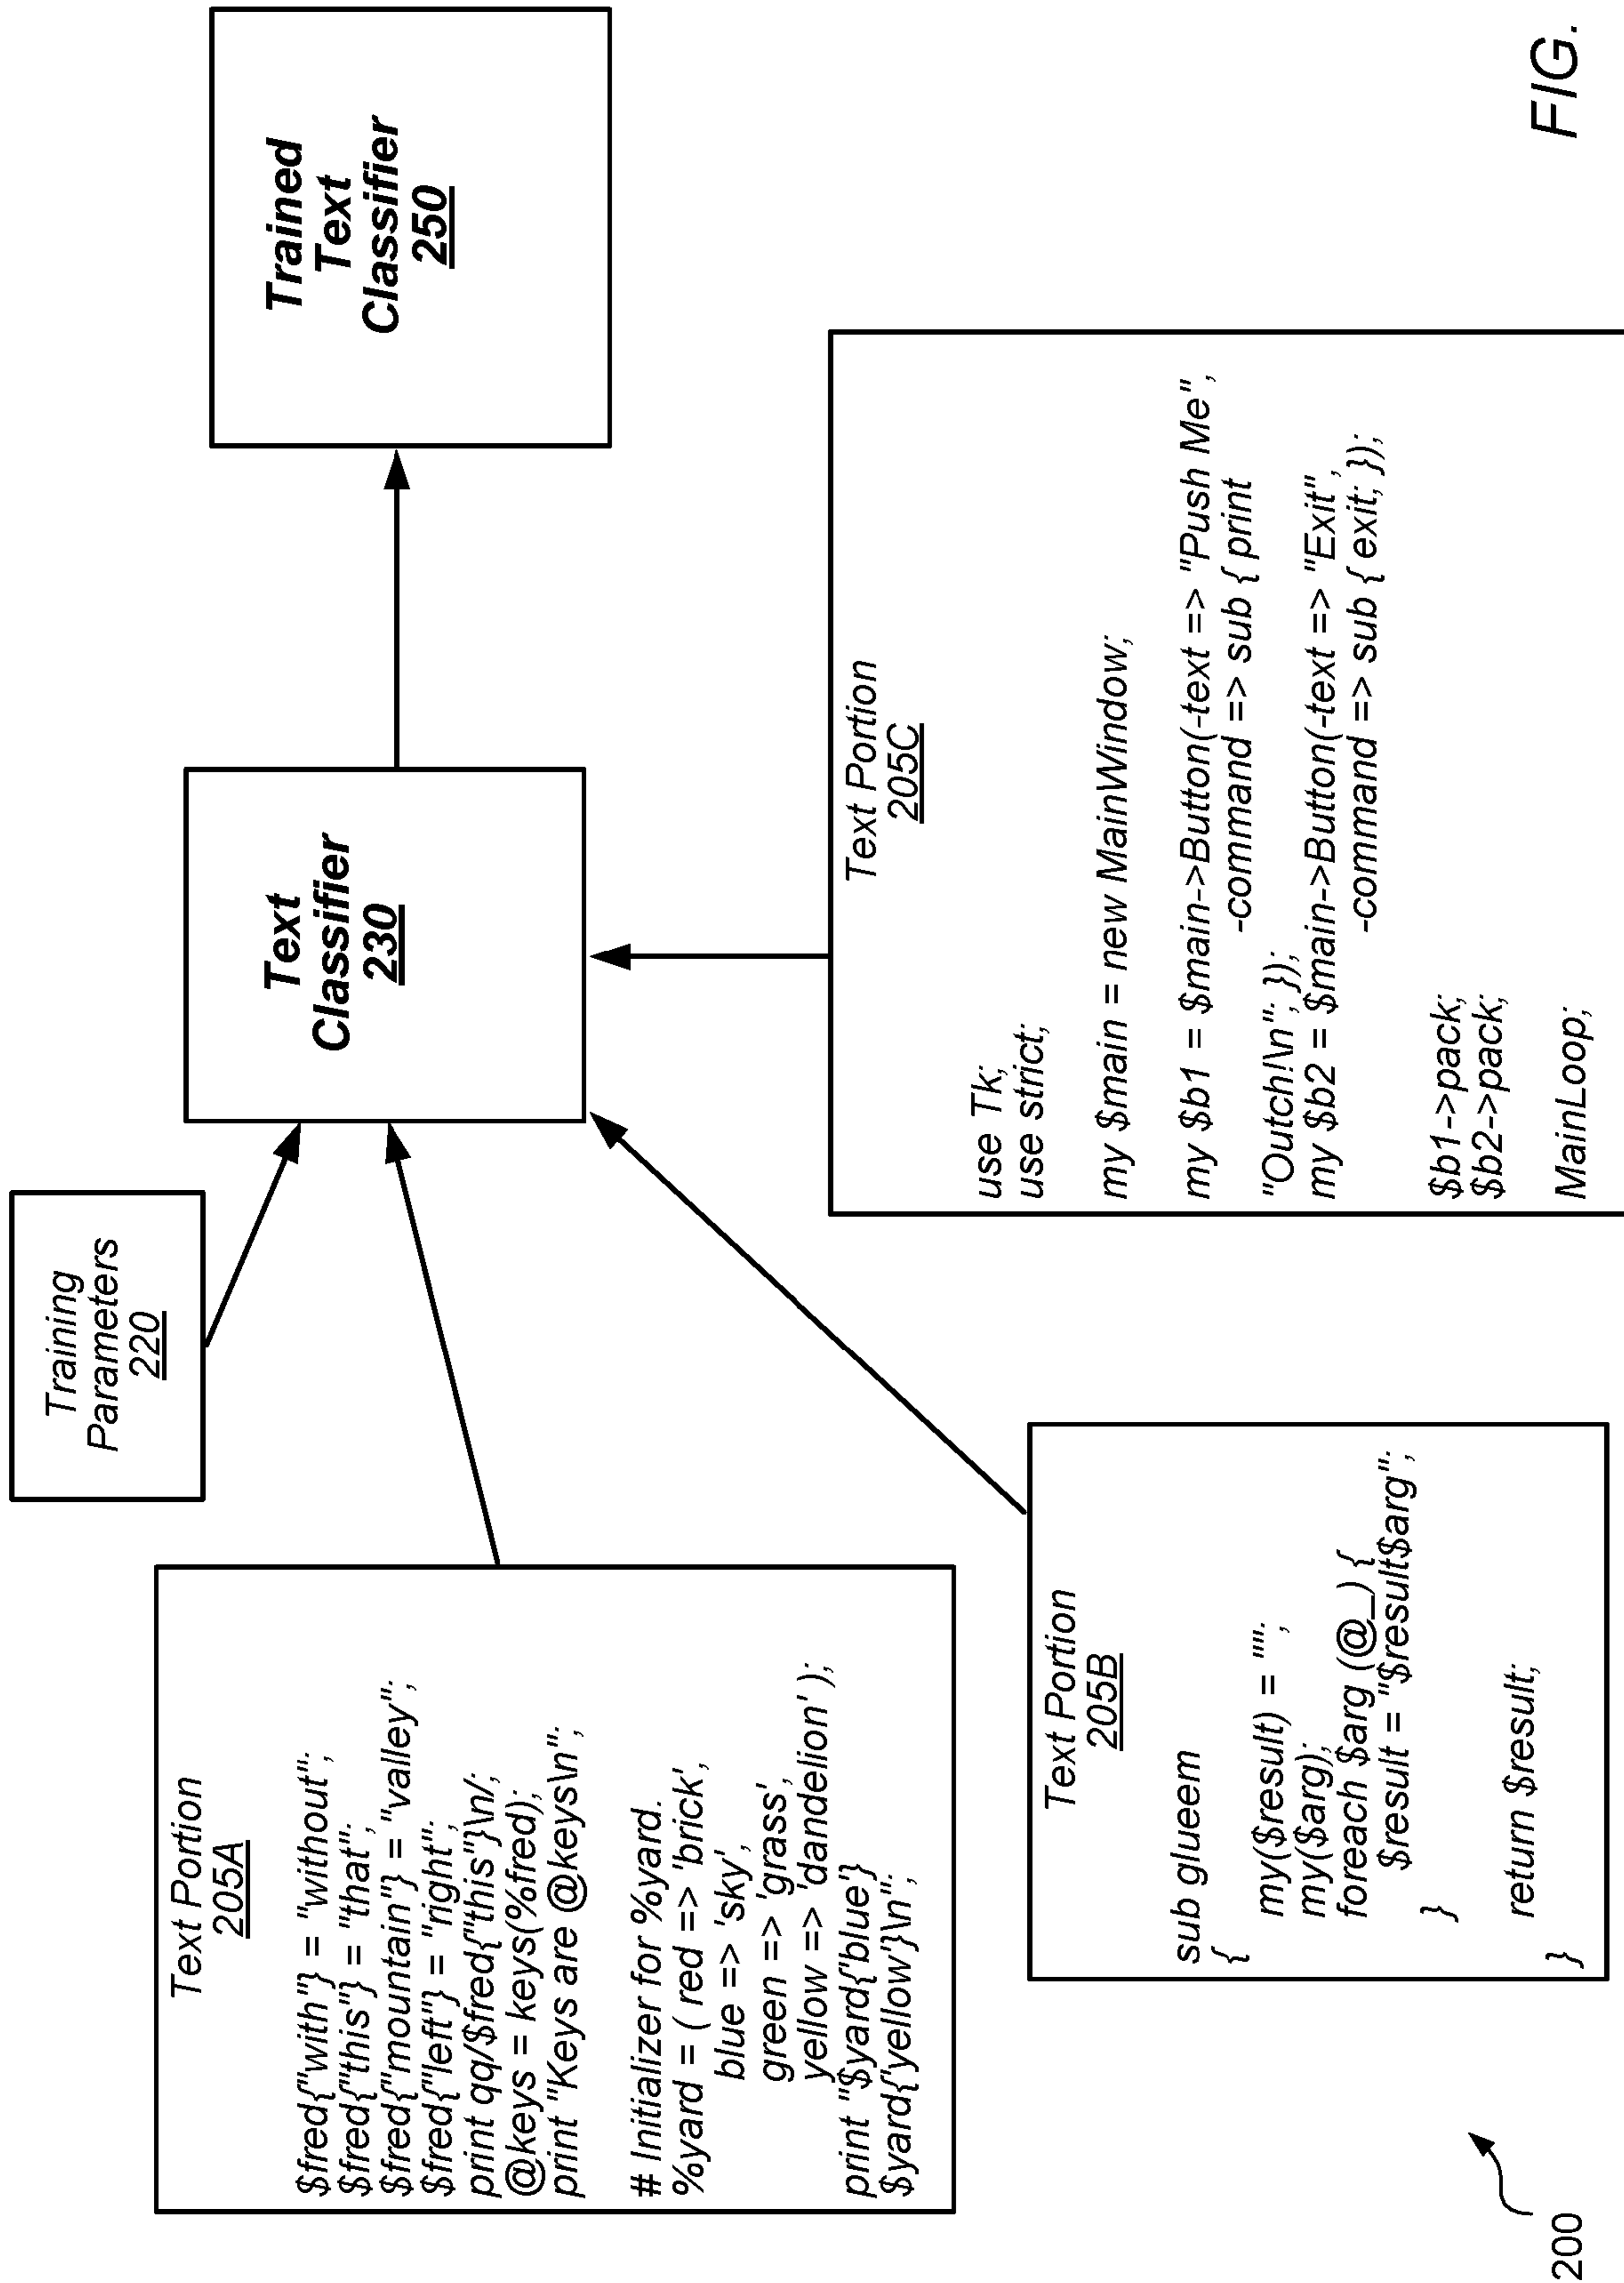 Training
Parameters
220
Text
Classifier
230
Trained
Text
Classifier
250
Text Portion
205A
$fred{"with"} = "without";
$fred{"this"} = "that";
$fred{"mountain"} = "valley";
$fred{"left"} = "right";
print qq/$fred{"this"}\n/;
@keys = keys(%fred);
print "Keys are @keys\n";
# Initializer for %yard.
%yard = ( red => 'brick',
blue => 'sky',
green => 'grass',
yellow => 'dandelion' );
print "$yard{'blue'}
$yard{'yellow'}\n";
Text Portion
205B
sub glueem
{
my($result) = "";
my($arg);
foreach $arg (@_) {
$result = "$result$arg";
}
return $result;
}
Text Portion
205C
use Tk;
use strict;
my $main = new MainWindow;
my $b1 = $main->Button(-text => "Push Me",
-command => sub { print
"Outch!\n"; });
my $b2 = $main->Button(-text => "Exit",
-command => sub { exit; });
$b1->pack;
$b2->pack;
MainLoop;
200
FIG.